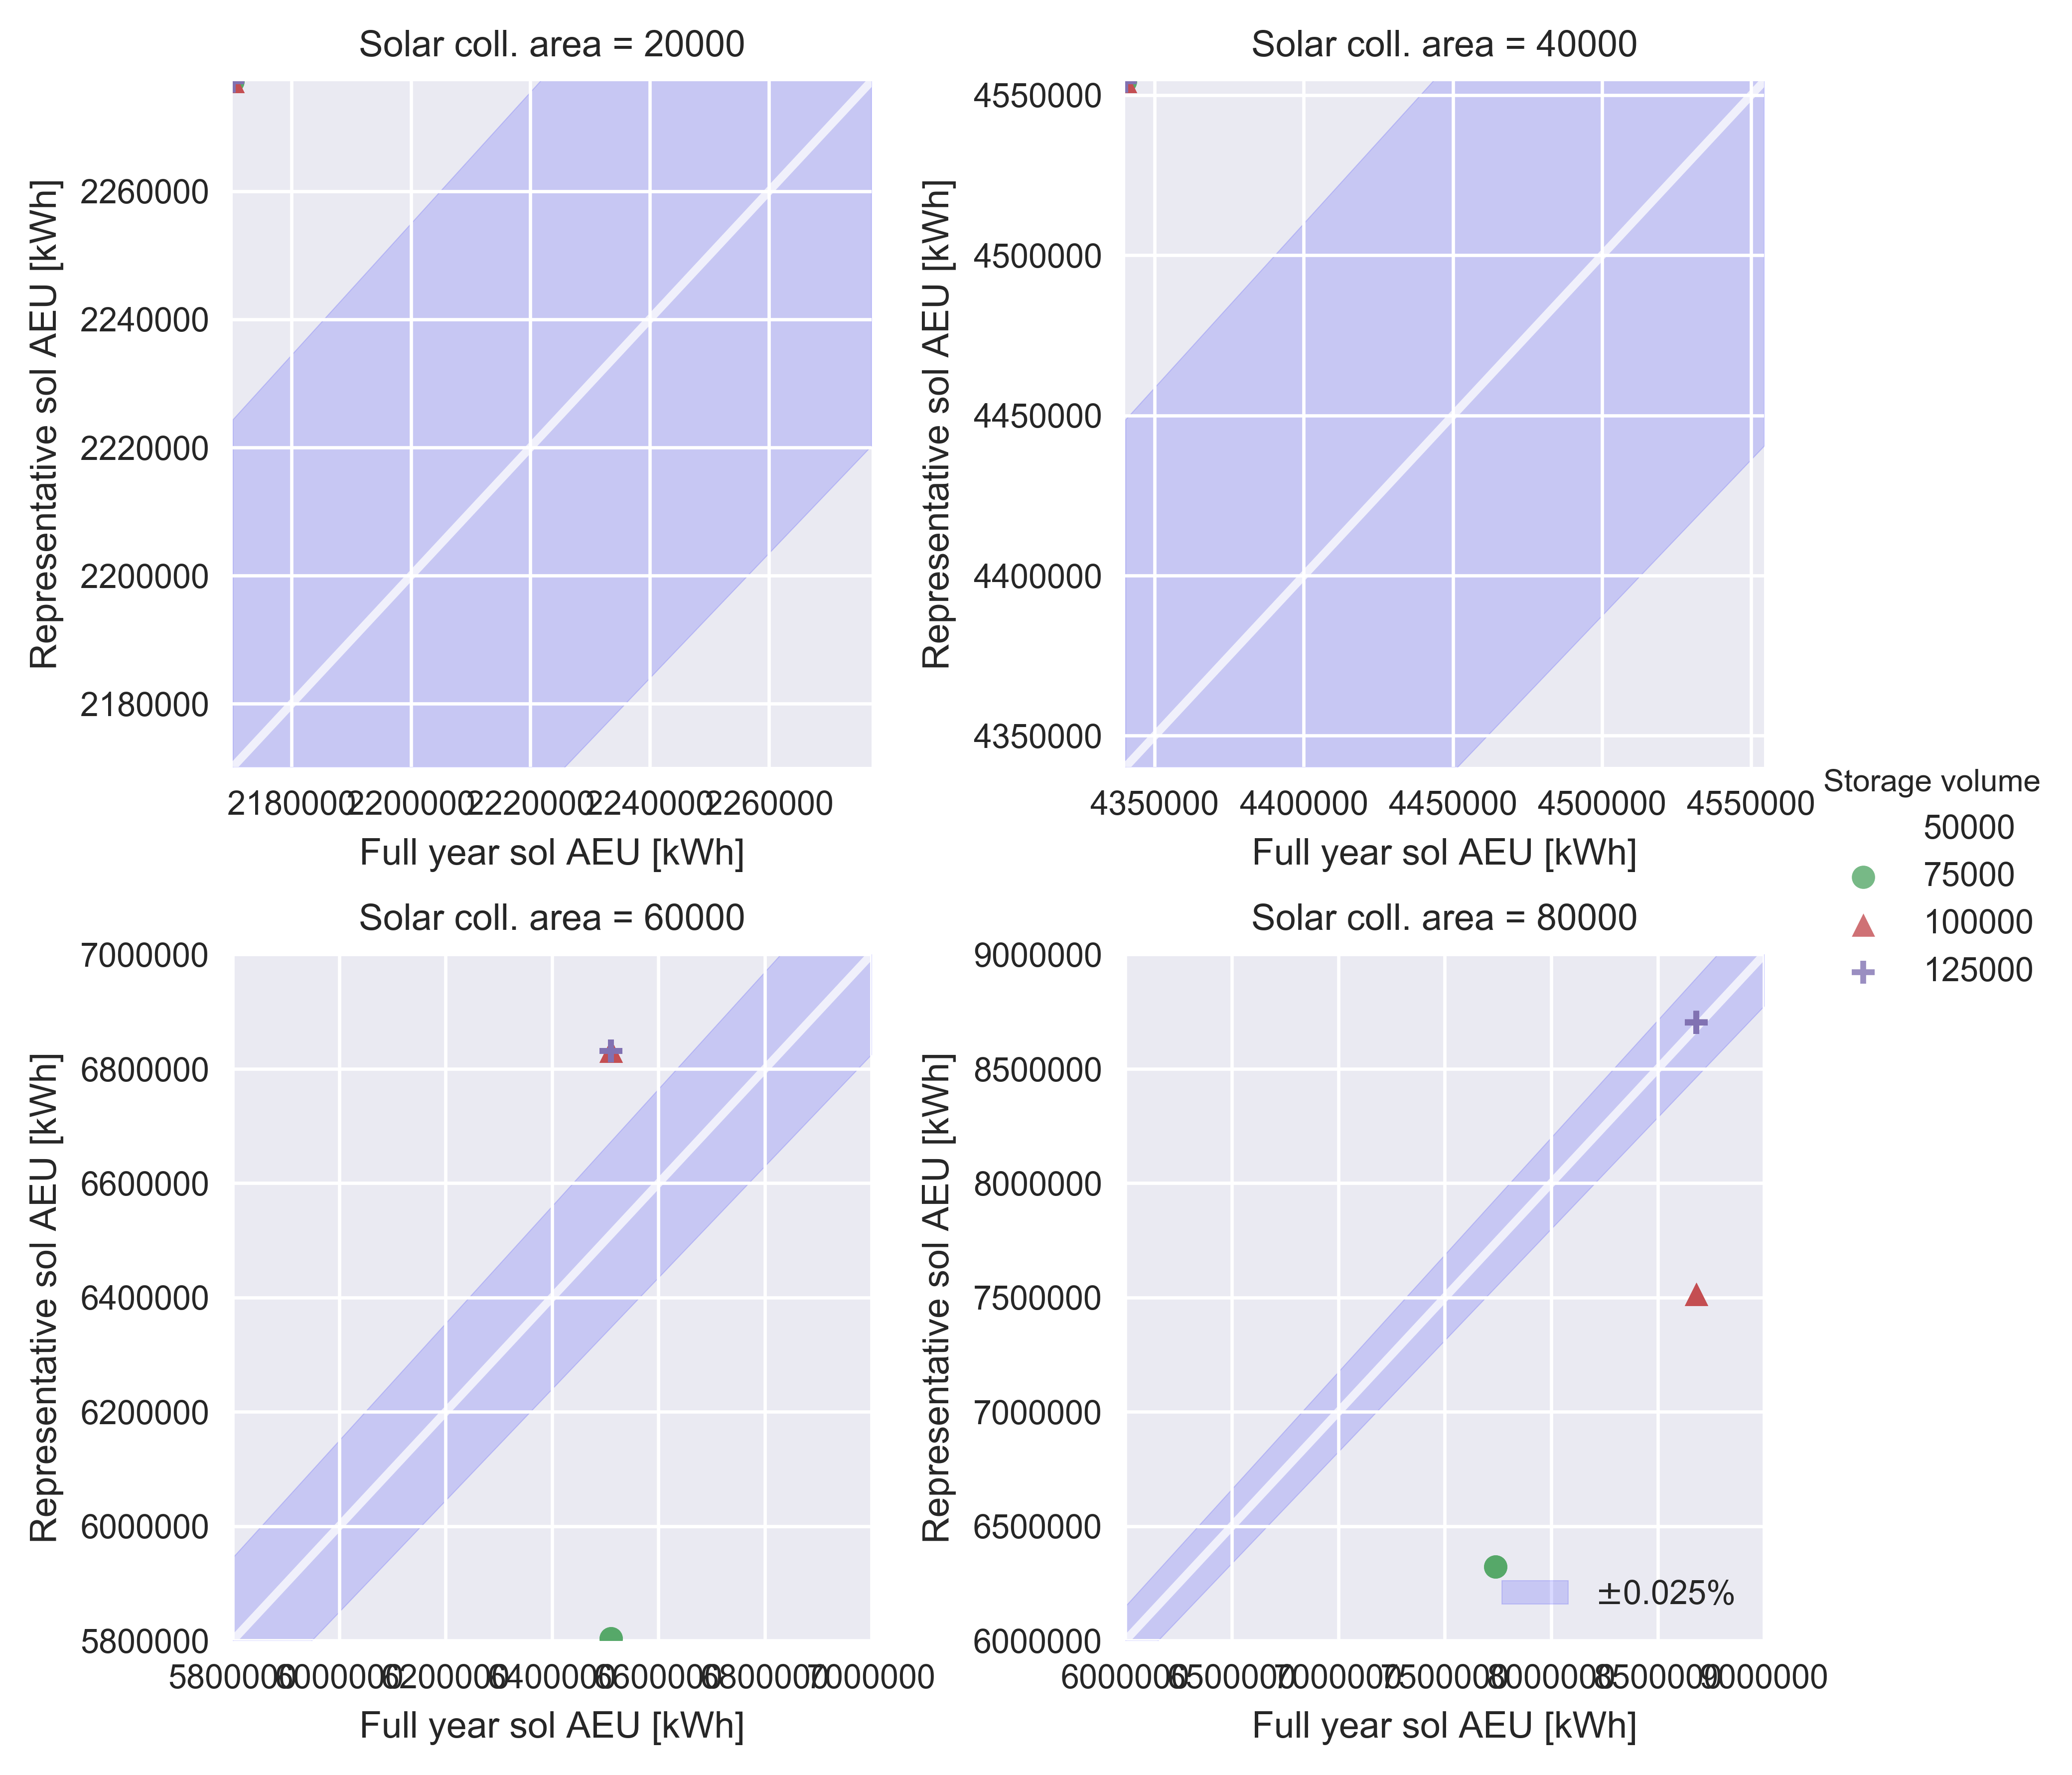 Solar coll. area = 20000
Representative sol AEU [kWh]
2260000
2240000
2220000
2200000
2180000
2180000 2200000 2220000 2240000 2260000
Full year sol AEU [kWh]
Solar coll. area = 40000
Representative sol AEU [kWh]
4550000
4500000
4450000
4400000
4350000
4350000 4400000 4450000 4500000 4550000
Full year sol AEU [kWh]
Storage volume
50000
75000
100000
125000
Solar coll. area = 60000
Representative sol AEU [kWh]
7000000
6800000
6600000
6400000
6200000
6000000
5800000
5800000 6000000 6200000 6400000 6600000 6800000 7000000
Full year sol AEU [kWh]
Solar coll. area = 80000
Representative sol AEU [kWh]
9000000
8500000
8000000
7500000
7000000
6500000
6000000
±0.025%
6000000 6500000 7000000 7500000 8000000 8500000 9000000
Full year sol AEU [kWh]